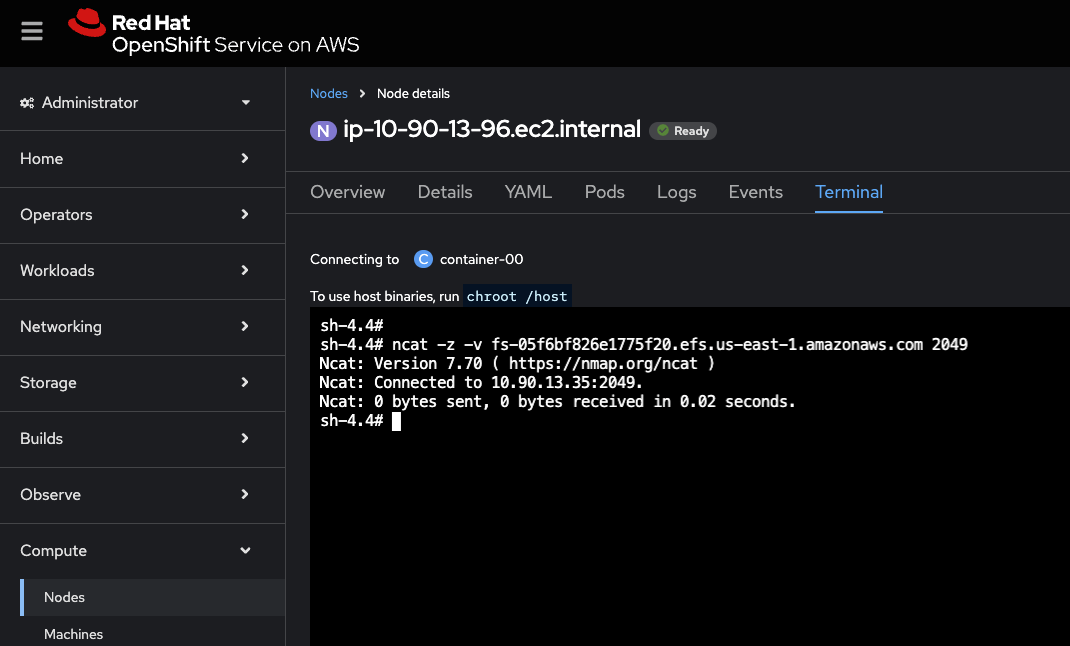 Red Hat
OpenShift Service on AWS
Administrator
Home
Operators
Workloads
Networking
Storage
Builds
Observe
Compute
Nodes
Machines
Nodes > Node details
N ip-10-90-13-96.ec2.internal Ready
Overview Details YAML Pods Logs Events Terminal
Connecting to C container-00
To use host binaries, run chroot /host
sh-4.4#
sh-4.4# ncat -z -v fs-05f6bf826e1775f20.efs.us-east-1.amazonaws.com 2049
Ncat: Version 7.70 ( https://nmap.org/ncat )
Ncat: Connected to 10.90.13.35:2049.
Ncat: 0 bytes sent, 0 bytes received in 0.02 seconds.
sh-4.4#